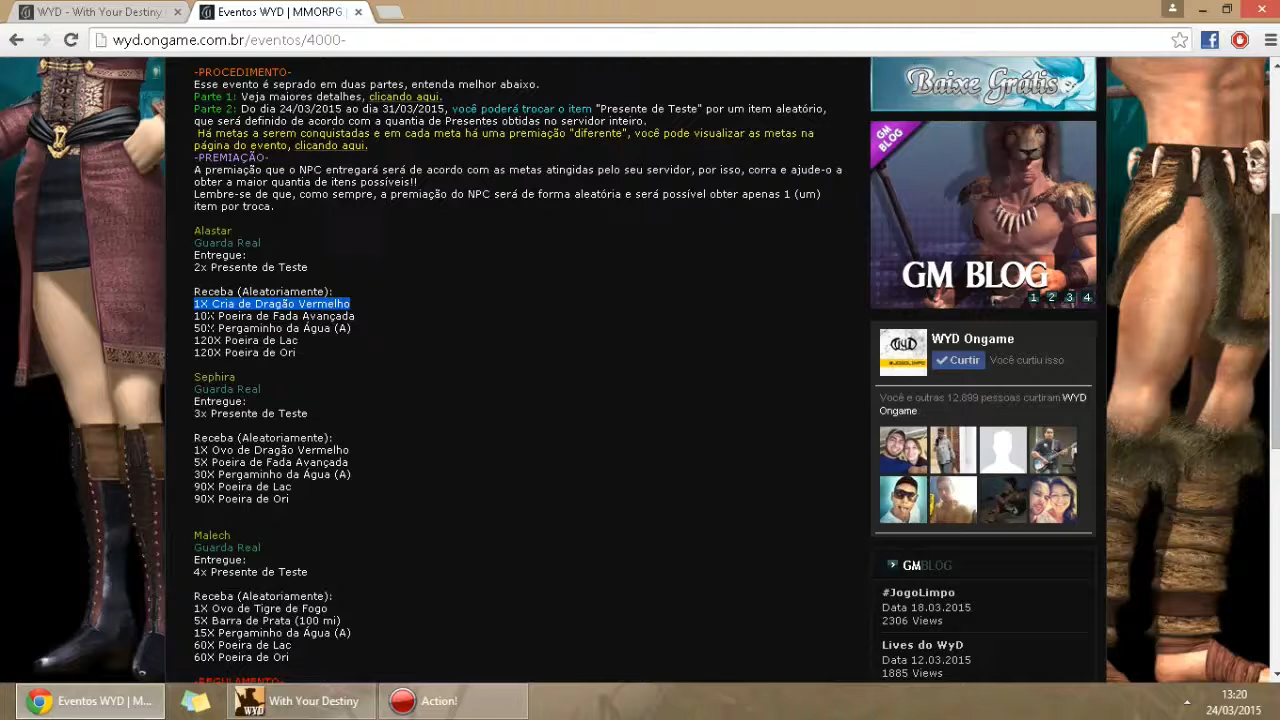 WYD - With Your Destiny
Eventos WYD | MMORPG |
wyd.ongame.com.br/eventos/4000-
-PROCEDIMENTO-
Esse evento é seprado em duas partes, entenda melhor abaixo.
Parte 1: Veja maiores detalhes, clicando aqui.
Parte 2: Do dia 24/03/2015 ao dia 31/03/2015, você poderá trocar o item "Presente de Teste" por um item aleatório,
que será definido de acordo com a quantia de Presentes obtidas no servidor inteiro.
Há metas a serem conquistadas e em cada meta há uma premiação "diferente", você pode visualizar as metas na
página do evento, clicando aqui.
-PREMIAÇÃO-
A premiação que o NPC entregará será de acordo com as metas atingidas pelo seu servidor, por isso, corra e ajude-o a
obter a maior quantia de itens possíveis!!
Lembre-se de que, como sempre, a premiação do NPC será de forma aleatória e será possível obter apenas 1 (um)
item por troca.
Alastar
Guarda Real
Entregue:
2x Presente de Teste
Receba (Aleatoriamente):
1X Cria de Dragão Vermelho
10X Poeira de Fada Avançada
50X Pergaminho da Água (A)
120X Poeira de Lac
120X Poeira de Ori
Sephira
Guarda Real
Entregue:
3x Presente de Teste
Receba (Aleatoriamente):
1X Ovo de Dragão Vermelho
5X Poeira de Fada Avançada
30X Pergaminho da Água (A)
90X Poeira de Lac
90X Poeira de Ori
Malech
Guarda Real
Entregue:
4x Presente de Teste
Receba (Aleatoriamente):
1X Ovo de Tigre de Fogo
5X Barra de Prata (100 mi)
15X Pergaminho da Água (A)
60X Poeira de Lac
60X Poeira de Ori
-REGULAMENTO-
Baixe Grátis
GM BLOG
GM BLOG
1 2 3 4
WYD
#JOGOLIMPO
WYD Ongame
Curtir Você curtiu isso
Você e outras 12.899 pessoas curtiram WYD
Ongame.
GMBLOG
#JogoLimpo
Data 18.03.2015
2306 Views
Lives do WyD
Data 12.03.2015
1885 Views
Eventos WYD | M...
WYD
With Your Destiny
Action!
13:20
24/03/2015